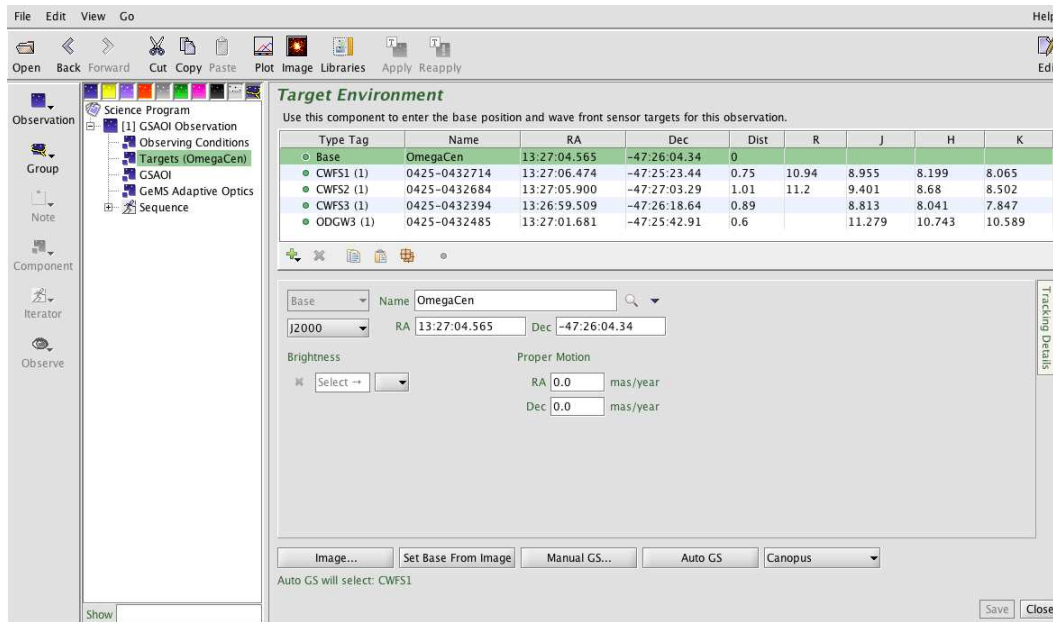 File Edit View Go Help
Open Back Forward Cut Copy Paste Plot Image Libraries Apply Reapply Edi
Observation
Group
Note
Component
Iterator
Observe
Science Program
[1] GSAOI Observation
Observing Conditions
Targets (OmegaCen)
GSAOI
GeMS Adaptive Optics
Sequence
Show
Target Environment
Use this component to enter the base position and wave front sensor targets for this observation.
Type Tag Name RA Dec Dist R J H K
Base OmegaCen 13:27:04.565 -47:26:04.34 0
CWFS1 (1) 0425-0432714 13:27:06.474 -47:25:23.44 0.75 10.94 8.955 8.199 8.065
CWFS2 (1) 0425-0432684 13:27:05.900 -47:27:03.29 1.01 11.2 9.401 8.68 8.502
CWFS3 (1) 0425-0432394 13:26:59.509 -47:26:18.64 0.89 8.813 8.041 7.847
ODGW3 (1) 0425-0432485 13:27:01.681 -47:25:42.91 0.6 11.279 10.743 10.589
Base Name OmegaCen
J2000 RA 13:27:04.565 Dec -47:26:04.34
Brightness Proper Motion
Select → RA 0.0 mas/year
Dec 0.0 mas/year
Tracking Details
Image... Set Base From Image Manual GS... Auto GS Canopus
Auto GS will select: CWFS1
Save Close